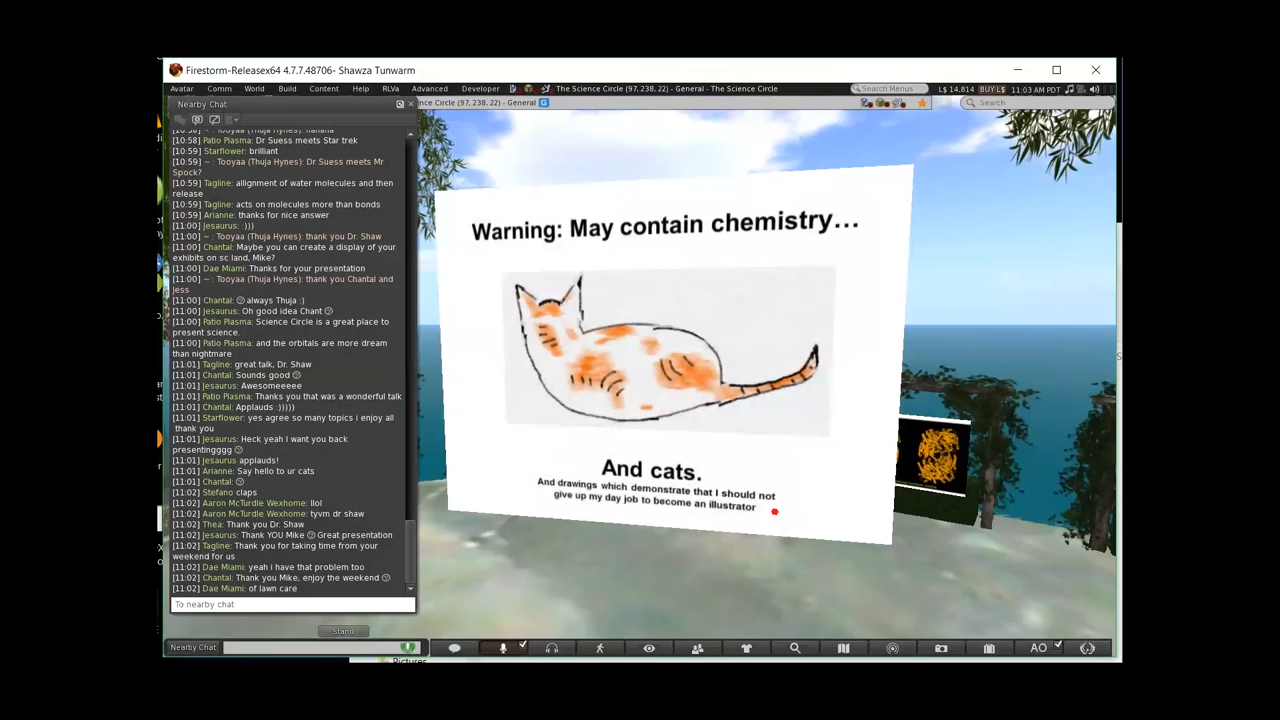 Firestorm-Releasex64 4.7.7.48706- Shawza Tunwarm
Avatar Comm World Build Content Help RLVa Advanced Developer The Science Circle (97, 238, 22) - General - The Science Circle Search Menus L$ 14,814 BUY L$ 11:03 AM PDT
Nearby Chat
nce Circle (97, 238, 22) - General
Search
[10:58] Patio Plasma: Dr Suess meets Star trek
[10:59] Starflower: brilliant
[10:59] ~ : Tooyaa (Thuja Hynes): Dr Suess meets Mr
Spock?
[10:59] Tagline: allignment of water molecules and then
release
[10:59] Tagline: acts on molecules more than bonds
[10:59] Arianne: thanks for nice answer
[11:00] Jesaurus: :)))
[11:00] ~ : Tooyaa (Thuja Hynes): thank you Dr. Shaw
[11:00] Chantal: Maybe you can create a display of your
exhibits on sc land, Mike?
[11:00] Dae Miami: Thanks for your presentation
[11:00] ~ : Tooyaa (Thuja Hynes): thank you Chantal and
Jess
[11:00] Chantal: always Thuja :)
[11:00] Jesaurus: Oh good idea Chant
[11:00] Patio Plasma: Science Circle is a great place to
present science.
[11:00] Patio Plasma: and the orbitals are more dream
than nightmare
[11:01] Tagline: great talk, Dr. Shaw
[11:01] Chantal: Sounds good
[11:01] Jesaurus: Awesomeeeee
[11:01] Patio Plasma: Thanks you that was a wonderful talk
[11:01] Chantal: Applauds :)))))
[11:01] Starflower: yes agree so many topics i enjoy all
thank you
[11:01] Jesaurus: Heck yeah I want you back
presentingggg
[11:01] Jesaurus applauds!
[11:01] Arianne: Say hello to ur cats
[11:01] Chantal:
[11:02] Stefano claps
[11:02] Aaron McTurdle Wexhome: llol
[11:02] Aaron McTurdle Wexhome: tyvm dr shaw
[11:02] Thea: Thank you Dr. Shaw
[11:02] Jesaurus: Thank YOU Mike Great presentation
[11:02] Tagline: Thank you for taking time from your
weekend for us
[11:02] Dae Miami: yeah i have that problem too
[11:02] Chantal: Thank you Mike, enjoy the weekend
[11:02] Dae Miami: of lawn care
To nearby chat
Stand
Nearby Chat
AO
Pictures
Warning: May contain chemistry...
And cats.
And drawings which demonstrate that I should not
give up my day job to become an illustrator